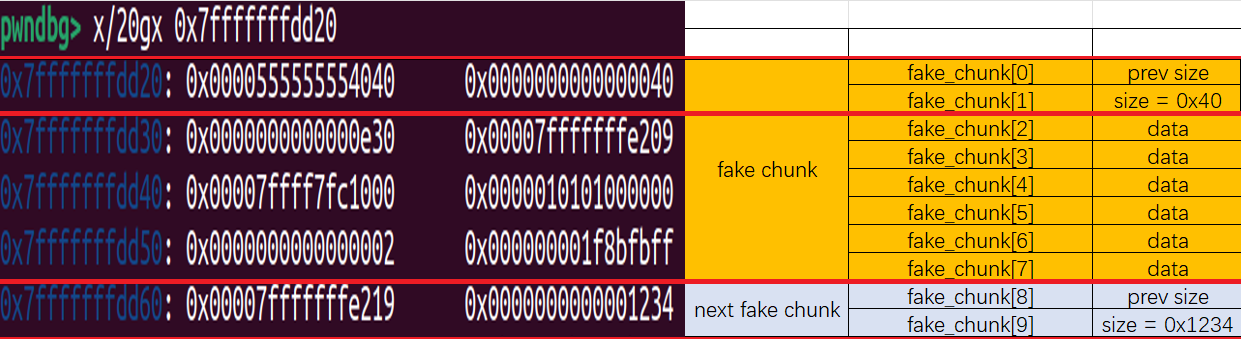 pwndbg> x/20gx 0x7fffffffdd20
0x7fffffffdd20: 0x0000555555554040 0x0000000000000040 fake_chunk[0] prev size
fake_chunk[1] size = 0x40
0x7fffffffdd30: 0x0000000000000e30 0x00007fffffffe209 fake_chunk[2] data
fake chunk fake_chunk[3] data
0x7fffffffdd40: 0x00007ffff7fc1000 0x0000010101000000 fake_chunk[4] data
fake_chunk[5] data
0x7fffffffdd50: 0x0000000000000002 0x000000001f8bfbff fake_chunk[6] data
fake_chunk[7] data
0x7fffffffdd60: 0x00007fffffffe219 0x0000000000001234 next fake chunk fake_chunk[8] prev size
fake_chunk[9] size = 0x1234